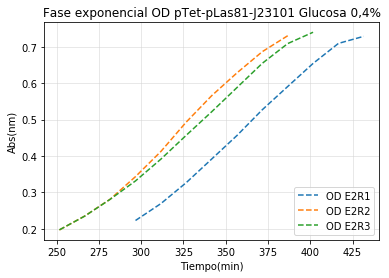 Fase exponencial OD pTet-pLas81-J23101 Glucosa 0,4%
Abs(nm)
0.7
0.6
0.5
0.4
0.3
0.2
250
275
300
325
350
375
400
425
Tiempo(min)
OD E2R1
OD E2R2
OD E2R3